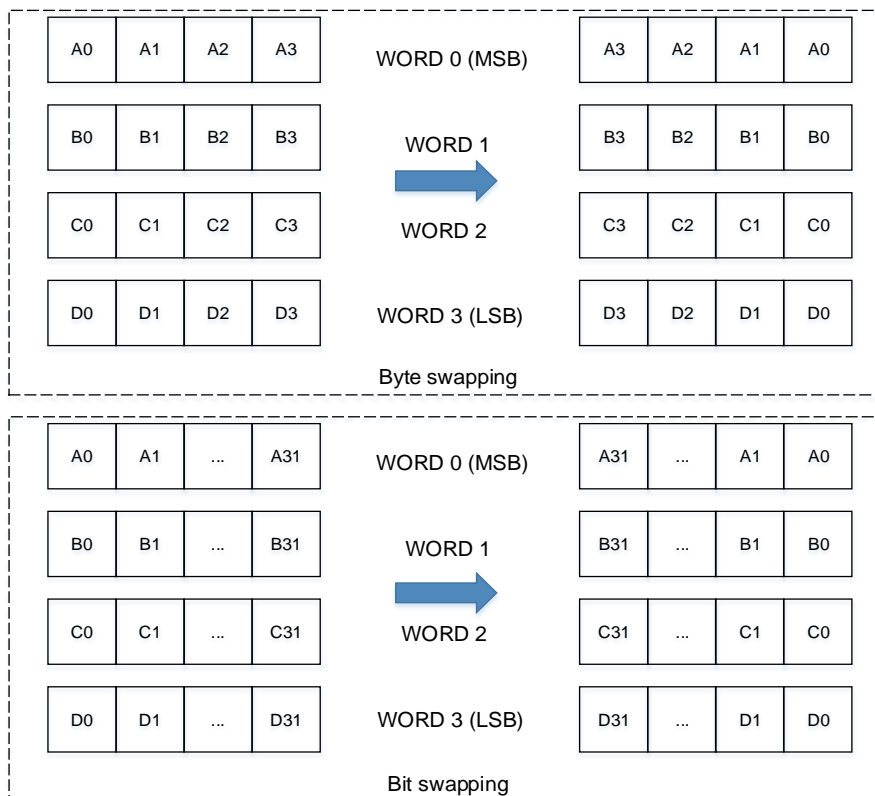 A0 A1 A2 A3 WORD 0 (MSB) A3 A2 A1 A0
B0 B1 B2 B3 WORD 1 B3 B2 B1 B0
C0 C1 C2 C3 WORD 2 C3 C2 C1 C0
D0 D1 D2 D3 WORD 3 (LSB) D3 D2 D1 D0
Byte swapping
A0 A1 ... A31 WORD 0 (MSB) A31 ... A1 A0
B0 B1 ... B31 WORD 1 B31 ... B1 B0
C0 C1 ... C31 WORD 2 C31 ... C1 C0
D0 D1 ... D31 WORD 3 (LSB) D31 ... D1 D0
Bit swapping